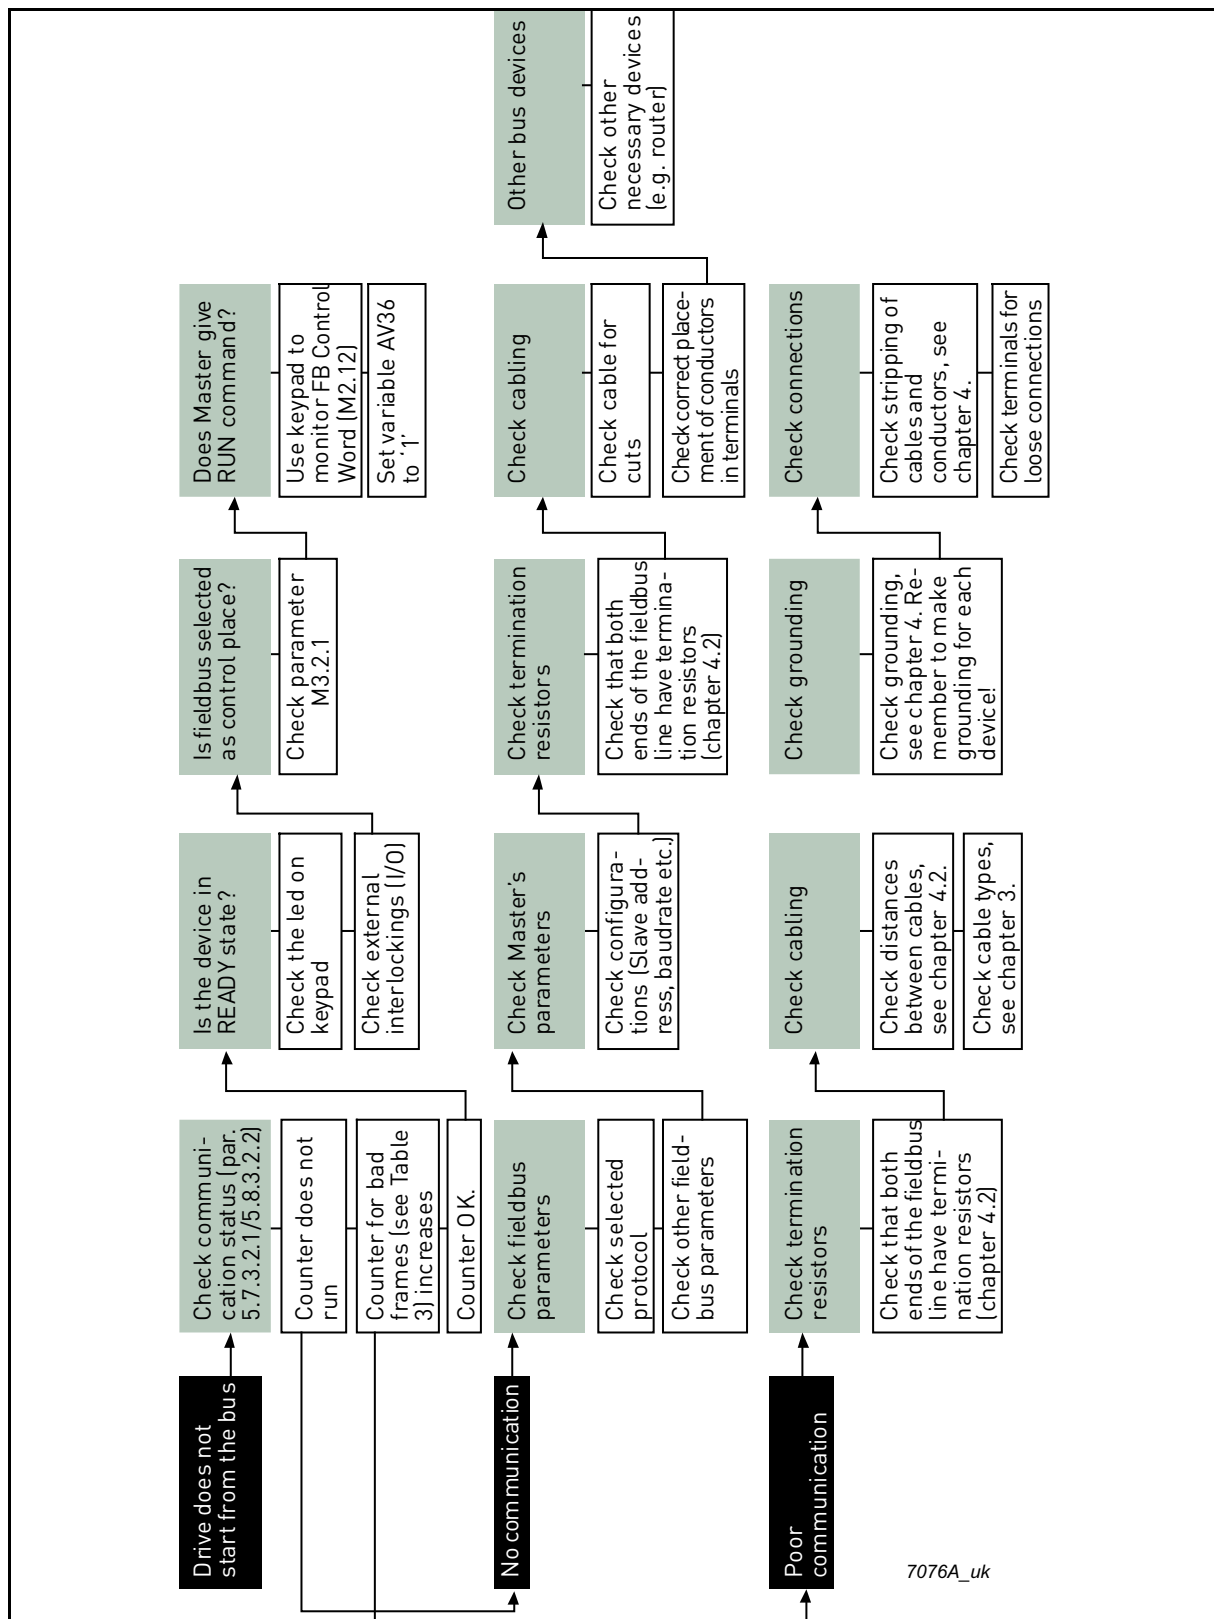 Drive does not
start from the bus
Check communi-
cation status (par.
5.7.3.2.1/5.8.3.2.2)
Counter does not
run
Counter for bad
frames (see Table
3) increases
Counter OK.
Is the device in
READY state?
Check the led on
keypad
Check external
interlockings (I/O)
Is fieldbus selected
as control place?
Check parameter
M3.2.1
Does Master give
RUN command?
Use keypad to
monitor FB Control
Word (M2.12)
Set variable AV36
to '1'
No communication
Check fieldbus
parameters
Check selected
protocol
Check other field-
bus parameters
Check Master's
parameters
Check configura-
tions (Slave add-
ress, baudrate etc.)
Check termination
resistors
Check that both
ends of the fieldbus
line have termina-
tion resistors
(chapter 4.2)
Check cabling
Check cable for
cuts
Check correct place-
ment of conductors
in terminals
Other bus devices
Check other
necessary devices
(e.g. router)
Poor
communication
Check termination
resistors
Check that both
ends of the fieldbus
line have termi-
nation resistors
(chapter 4.2)
Check cabling
Check distances
between cables,
see chapter 4.2.
Check cable types,
see chapter 3.
Check grounding
Check grounding,
see chapter 4. Re-
member to make
grounding for each
device!
Check connections
Check stripping of
cables and
conductors, see
chapter 4.
Check terminals for
loose connections
7076A_uk